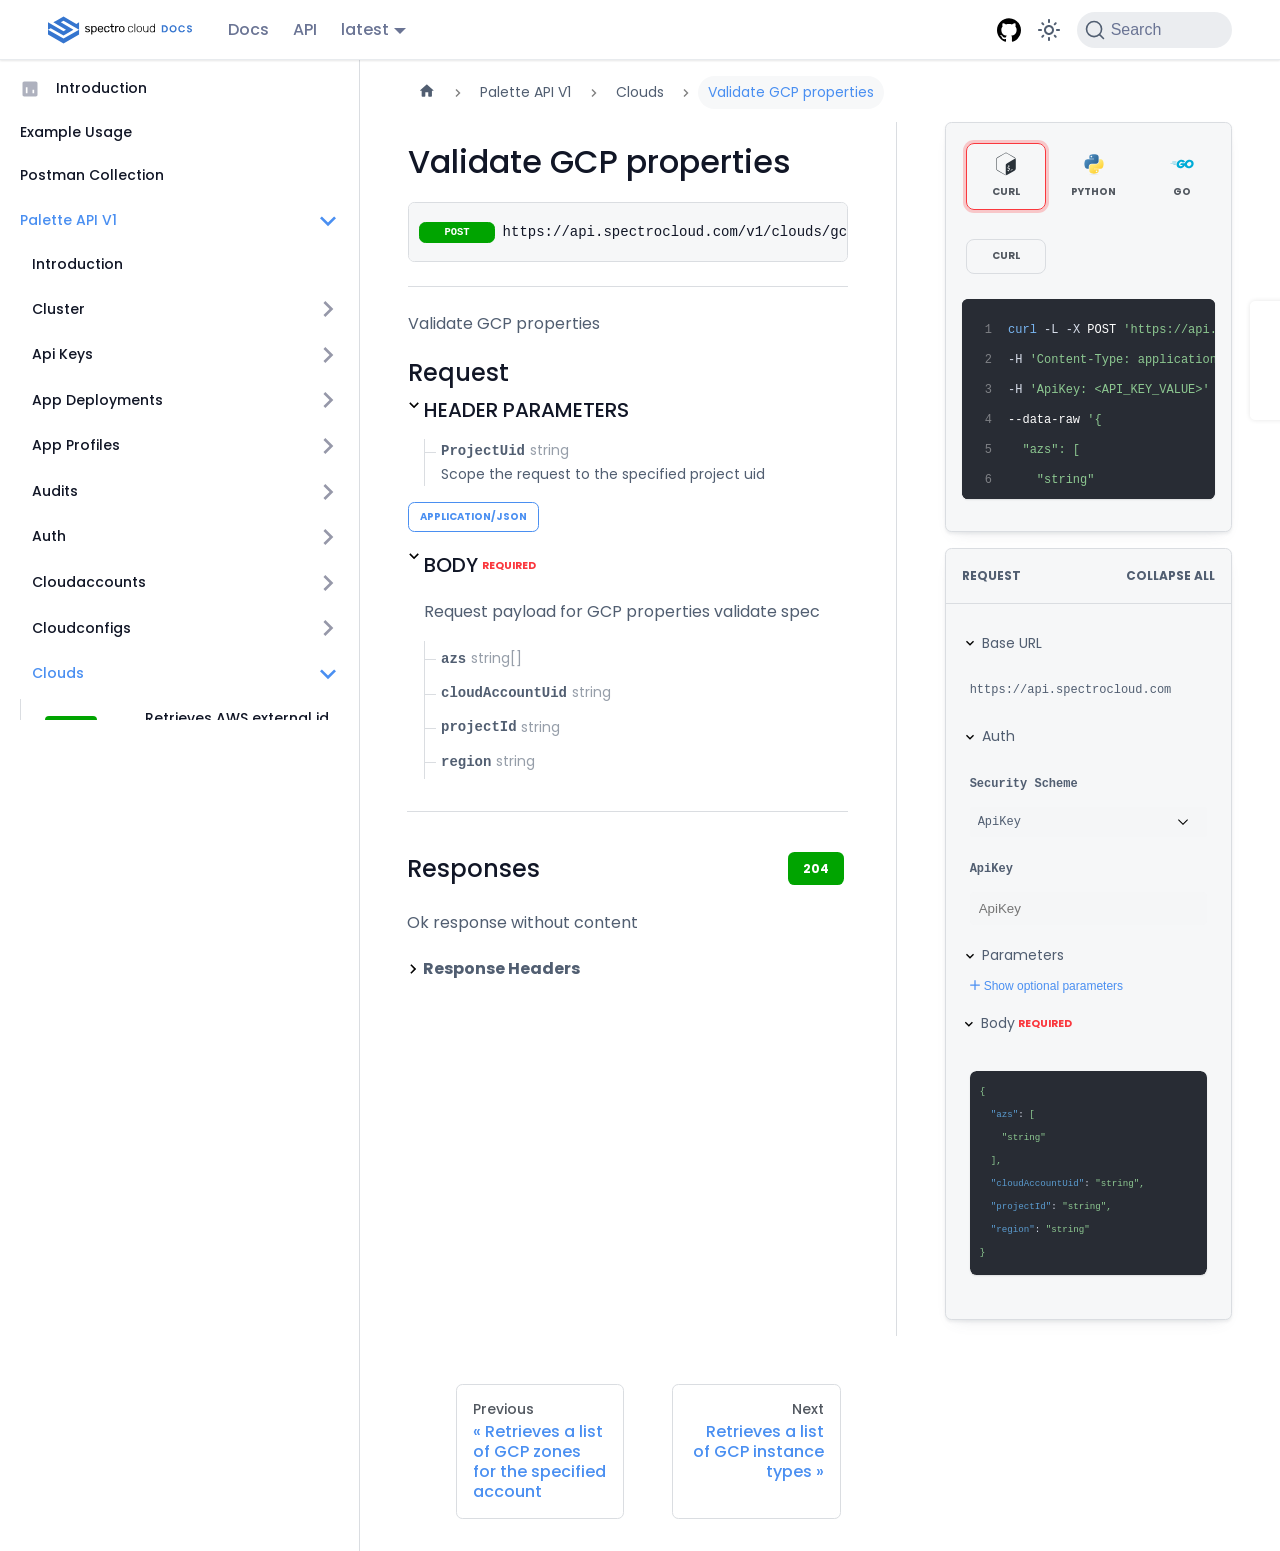 spectro cloud DOCS
Docs
API
latest
Search
Introduction
Example Usage
Postman Collection
Palette API V1
Introduction
Cluster
Api Keys
App Deployments
App Profiles
Audits
Auth
Cloudaccounts
Cloudconfigs
Clouds
Retrieves AWS external id
Palette API V1
Clouds
Validate GCP properties
Validate GCP properties
POST https://api.spectrocloud.com/v1/clouds/gc
Validate GCP properties
Request
HEADER PARAMETERS
ProjectUid string
Scope the request to the specified project uid
APPLICATION/JSON
BODY REQUIRED
Request payload for GCP properties validate spec
azs string[]
cloudAccountUid string
projectId string
region string
Responses
204
Ok response without content
Response Headers
CURL
PYTHON
GO
CURL
1 curl -L -X POST 'https://api.
2 -H 'Content-Type: application
3 -H 'ApiKey: <API_KEY_VALUE>'
4 --data-raw '{
5 "azs": [
6 "string"
REQUEST
COLLAPSE ALL
Base URL
https://api.spectrocloud.com
Auth
Security Scheme
ApiKey
ApiKey
ApiKey
Parameters
Show optional parameters
Body REQUIRED
{
"azs": [
"string"
],
"cloudAccountUid": "string",
"projectId": "string",
"region": "string"
}
Previous
« Retrieves a list
of GCP zones
for the specified
account
Next
Retrieves a list
of GCP instance
types »